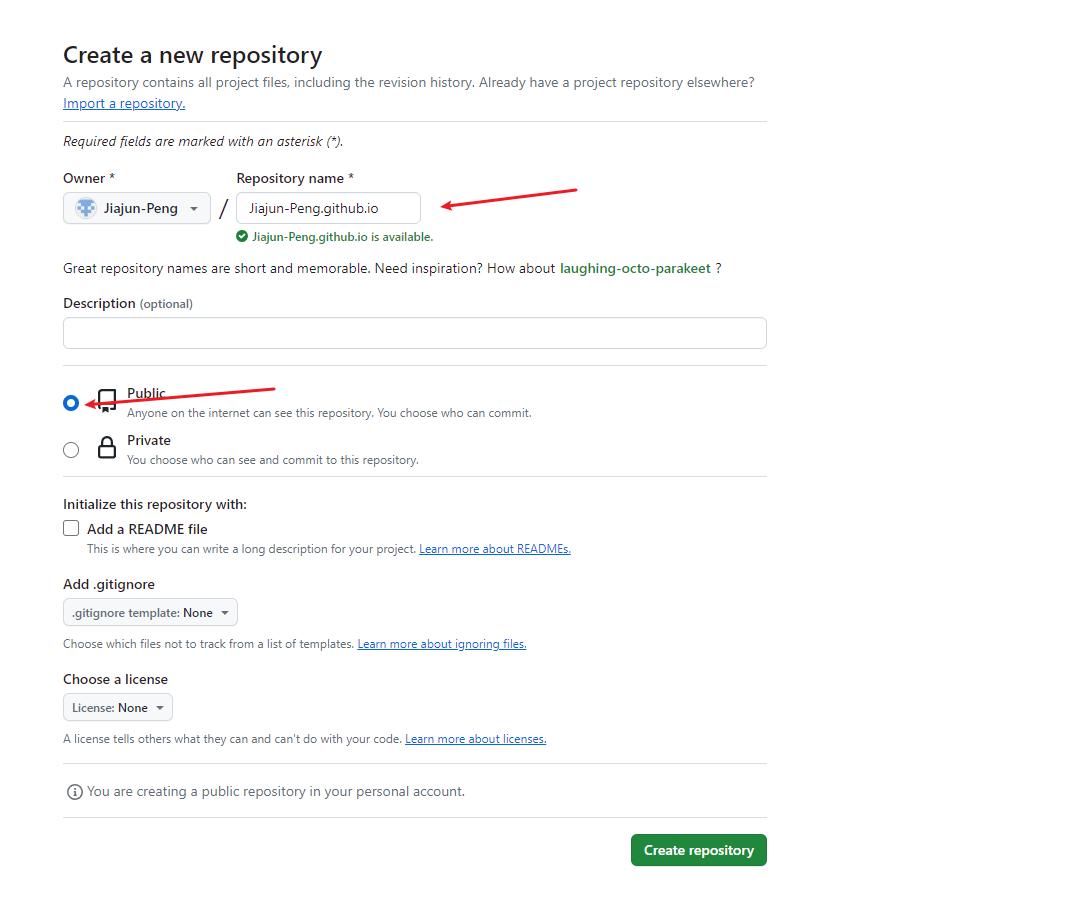 Create a new repository
A repository contains all project files, including the revision history. Already have a project repository elsewhere?
Import a repository.
Required fields are marked with an asterisk (*).
Owner * Repository name *
Jiajun-Peng / Jiajun-Peng.github.io
Jiajun-Peng.github.io is available.
Great repository names are short and memorable. Need inspiration? How about laughing-octo-parakeet ?
Description (optional)
Public
Anyone on the internet can see this repository. You choose who can commit.
Private
You choose who can see and commit to this repository.
Initialize this repository with:
Add a README file
This is where you can write a long description for your project. Learn more about READMEs.
Add .gitignore
.gitignore template: None
Choose which files not to track from a list of templates. Learn more about ignoring files.
Choose a license
License: None
A license tells others what they can and can't do with your code. Learn more about licenses.
You are creating a public repository in your personal account.
Create repository